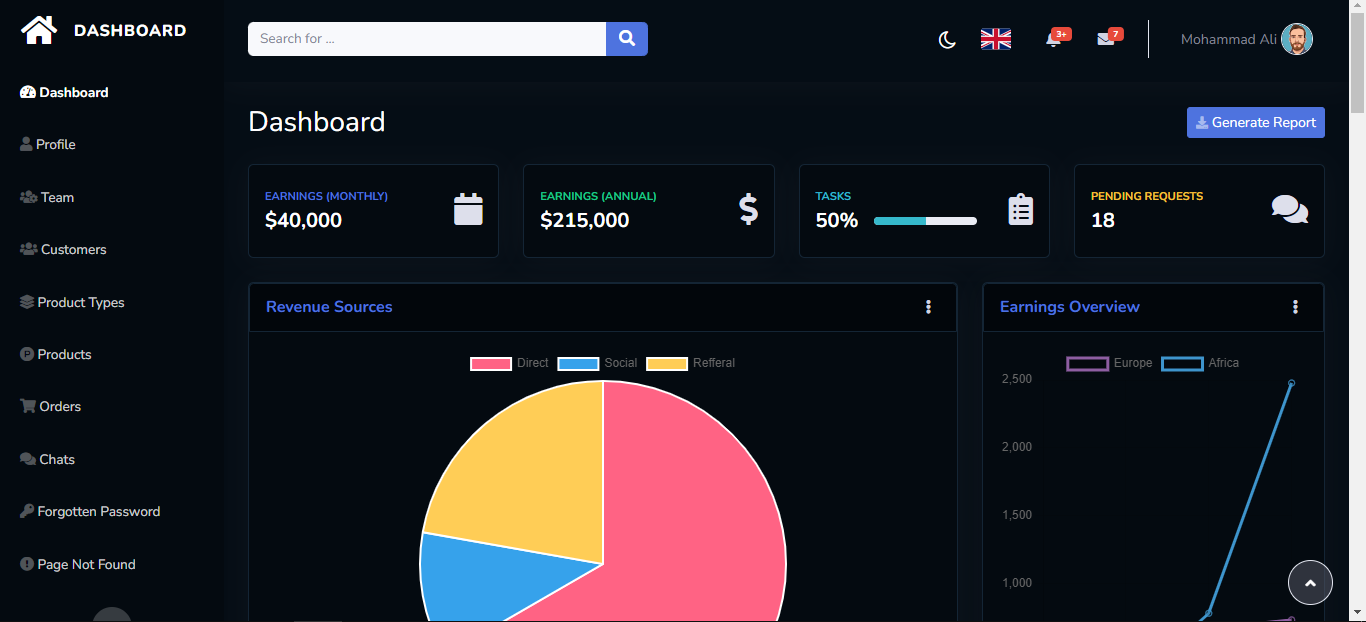 DASHBOARD
Search for ...
3+
7
Mohammad Ali
Dashboard
Profile
Team
Customers
Product Types
P Products
Orders
Chats
Forgotten Password
Page Not Found
Dashboard
Generate Report
EARNINGS (MONTHLY)
$40,000
EARNINGS (ANNUAL)
$215,000
TASKS
50%
PENDING REQUESTS
18
Revenue Sources
Direct Social Refferal
Earnings Overview
Europe Africa
2,500
2,000
1,500
1,000